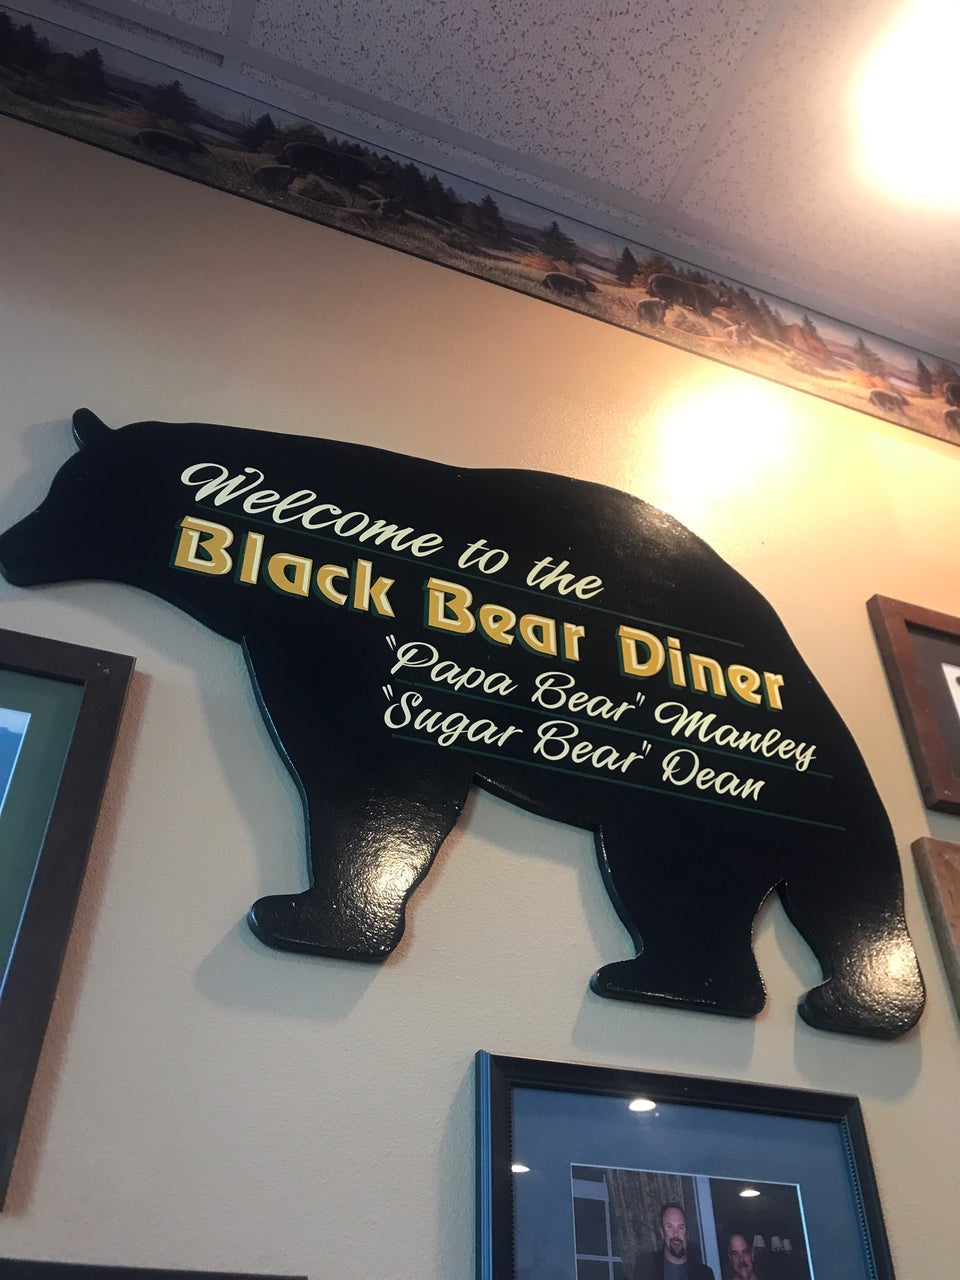 Welcome to the
Black Bear Diner
"Papa Bear" Manley
"Sugar Bear" Dean